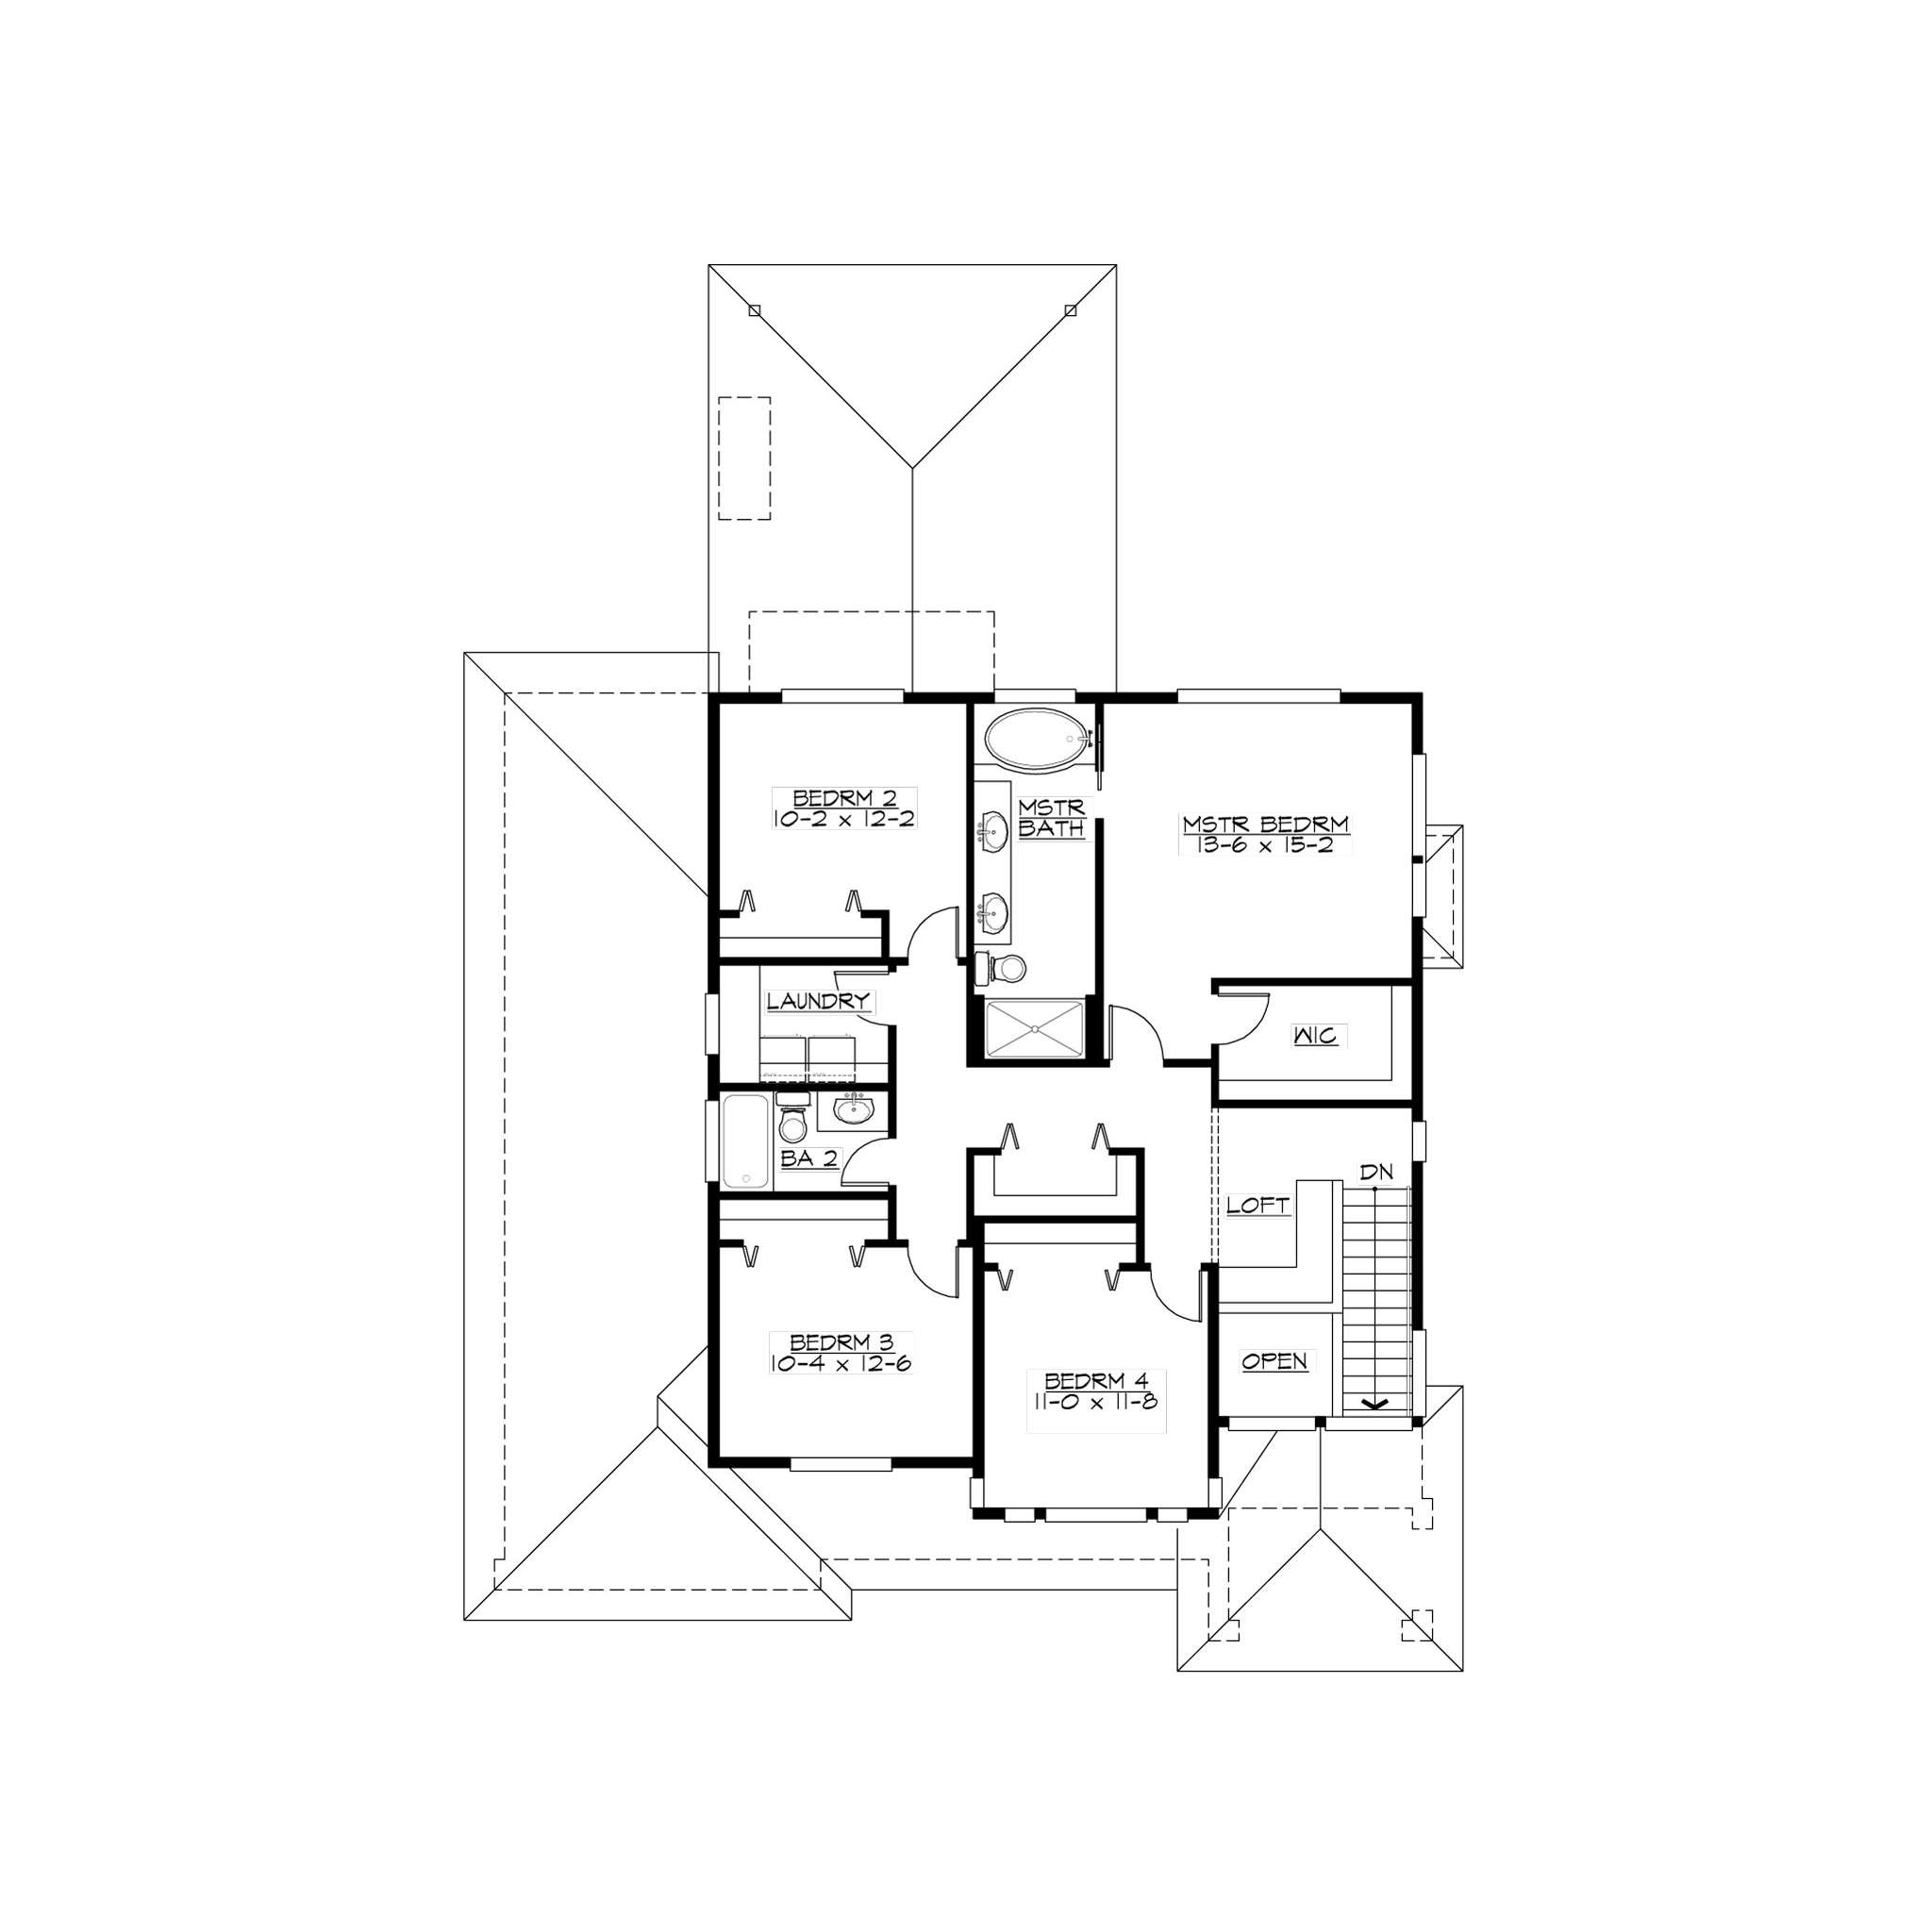 BEDRM 2
10-2 x 12-2
MSTR
BATH
MSTR BEDRM
13-6 x 15-2
LAUNDRY
WIC
BA 2
DN
LOFT
BEDRM 3
10-4 x 12-6
OPEN
BEDRM 4
11-0 x 11-8